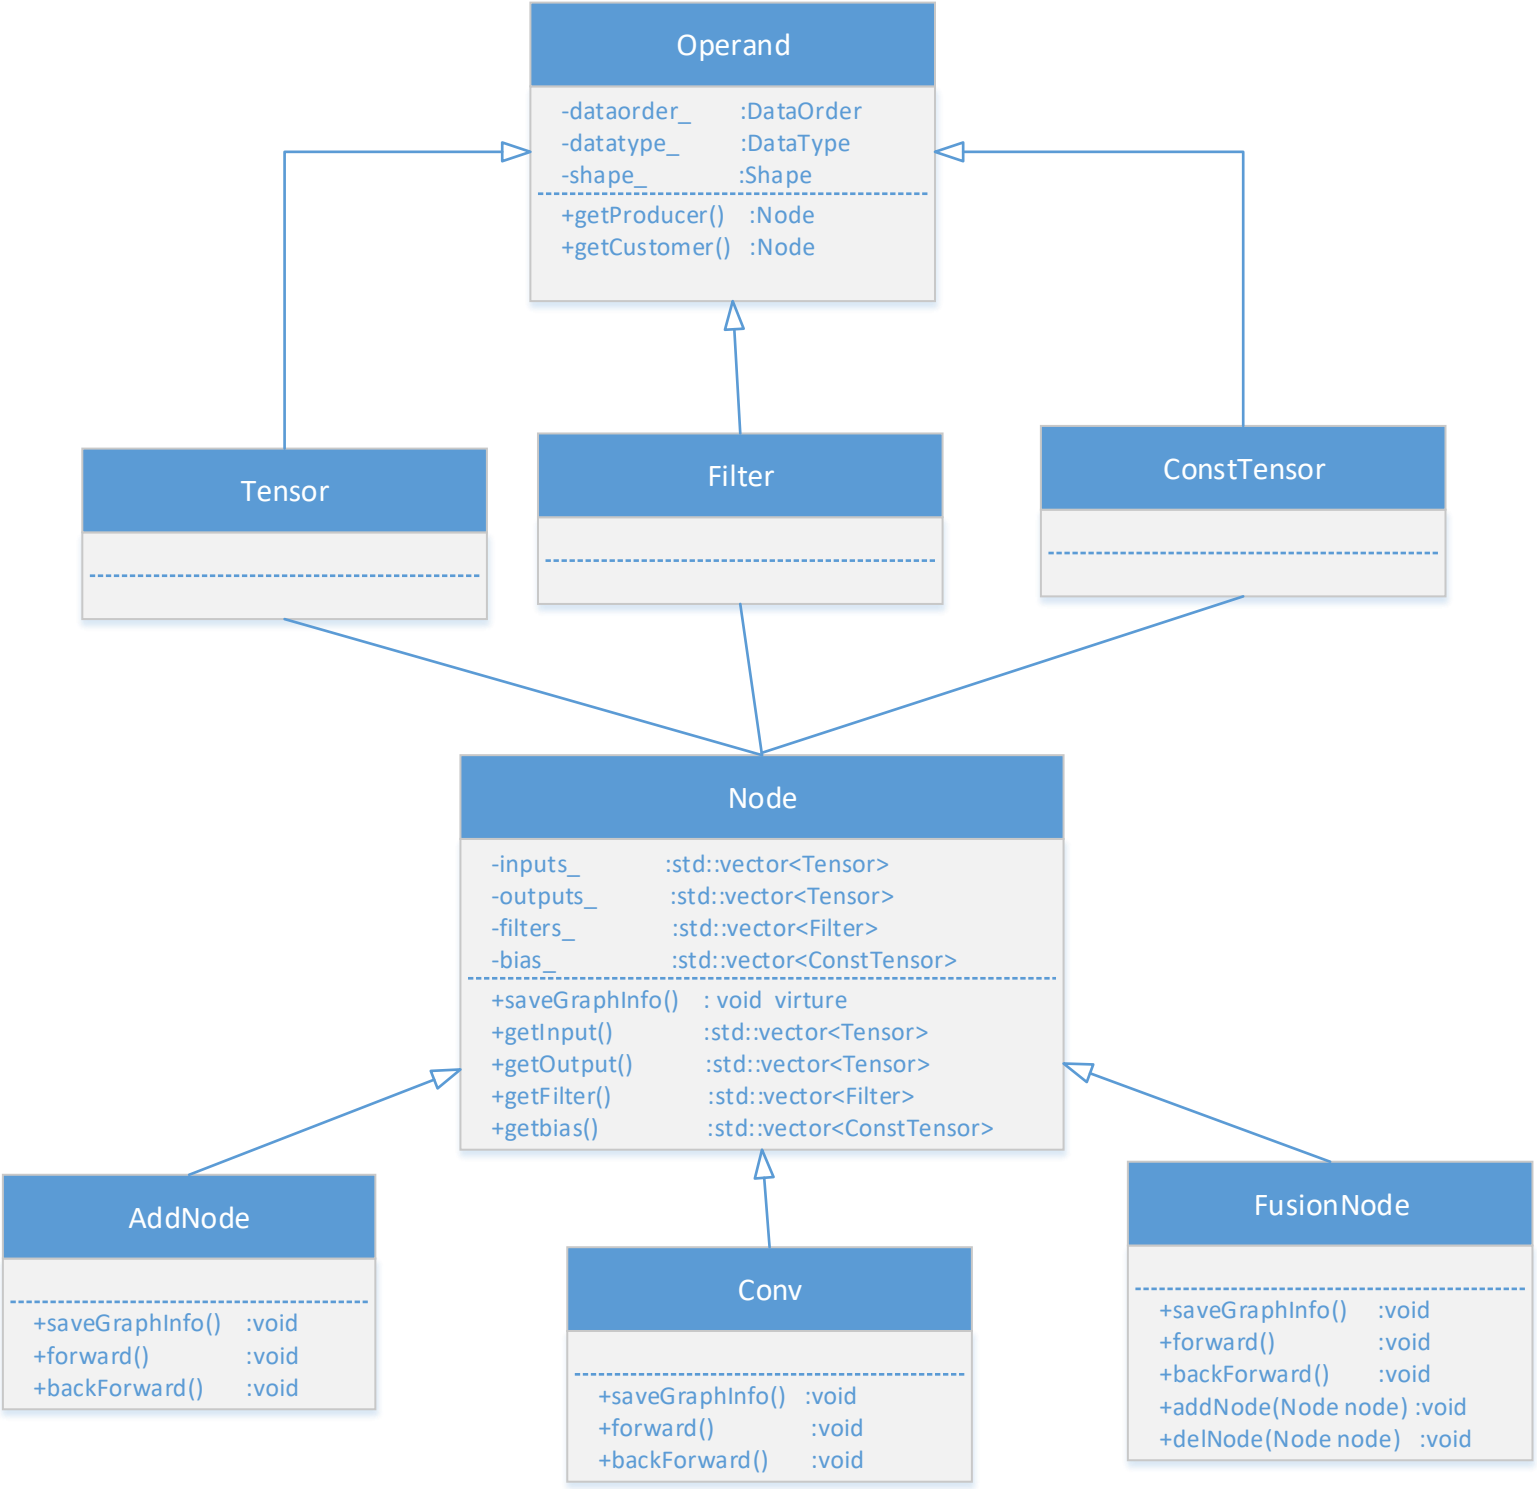 Operand
-dataorder_ :DataOrder
-datatype_ :DataType
-shape_ :Shape
+getProducer() :Node
+getCustomer() :Node
Tensor
Filter
ConstTensor
Node
-inputs_ :std::vector<Tensor>
-outputs_ :std::vector<Tensor>
-filters_ :std::vector<Filter>
-bias_ :std::vector<ConstTensor>
+saveGraphInfo() : void virture
+getInput() :std::vector<Tensor>
+getOutput() :std::vector<Tensor>
+getFilter() :std::vector<Filter>
+getbias() :std::vector<ConstTensor>
AddNode
+saveGraphInfo() :void
+forward() :void
+backForward() :void
Conv
+saveGraphInfo() :void
+forward() :void
+backForward() :void
FusionNode
+saveGraphInfo() :void
+forward() :void
+backForward() :void
+addNode(Node node) :void
+delNode(Node node) :void